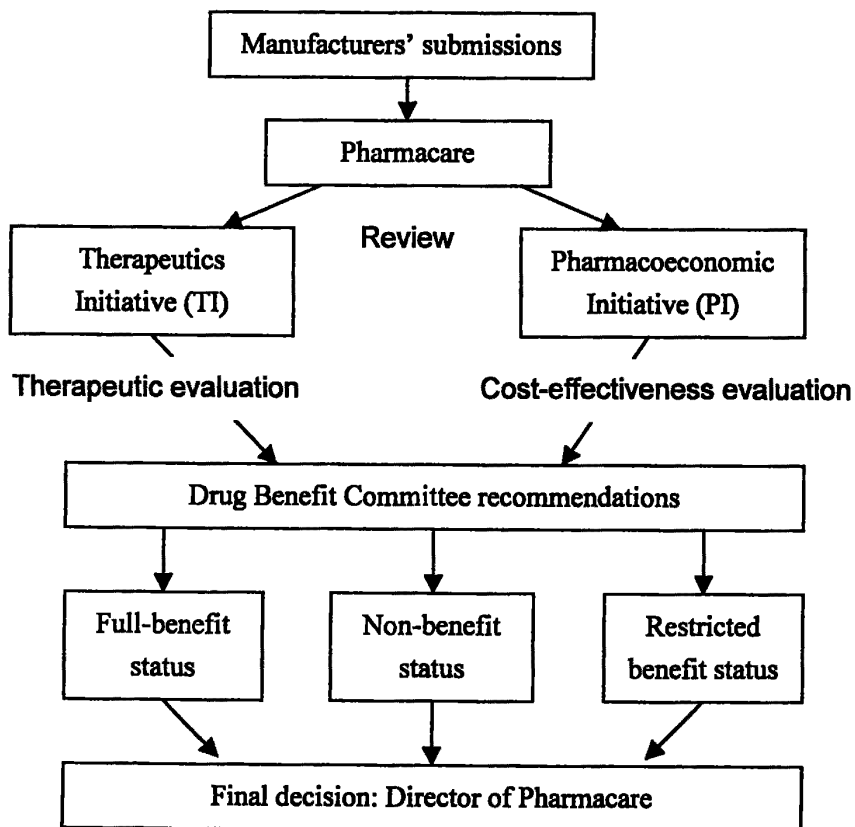 Manufacturers’ submissions
Pharmacare
Review
Therapeutics
Initiative (TI)
Pharmacoeconomic
Initiative (PI)
Therapeutic evaluation
Cost-effectiveness evaluation
Drug Benefit Committee recommendations
Full-benefit
status
Non-benefit
status
Restricted
benefit status
Final decision: Director of Pharmacare